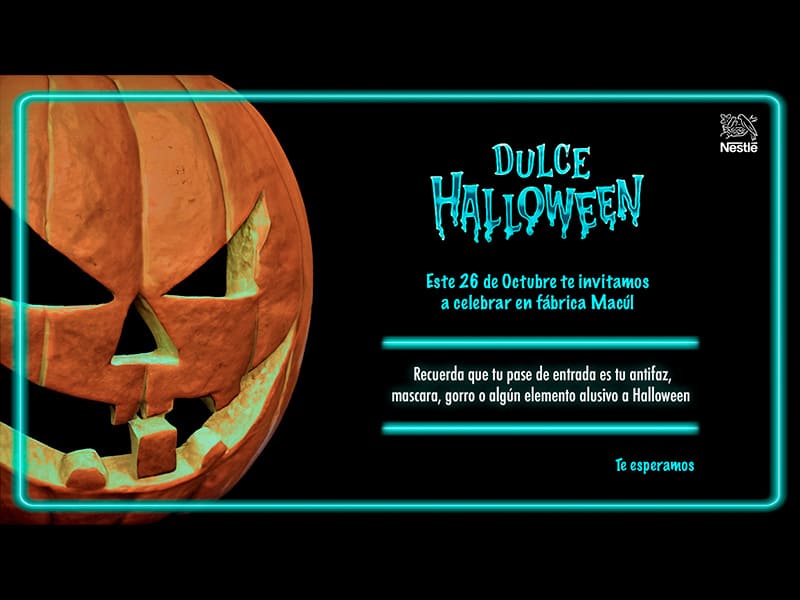 Nestlé
DULCE
HALLOWEEN
Este 26 de Octubre te invitamos
a celebrar en fábrica Macúl
Recuerda que tu pase de entrada es tu antifaz,
mascara, gorro o algún elemento alusivo a Halloween
Te esperamos